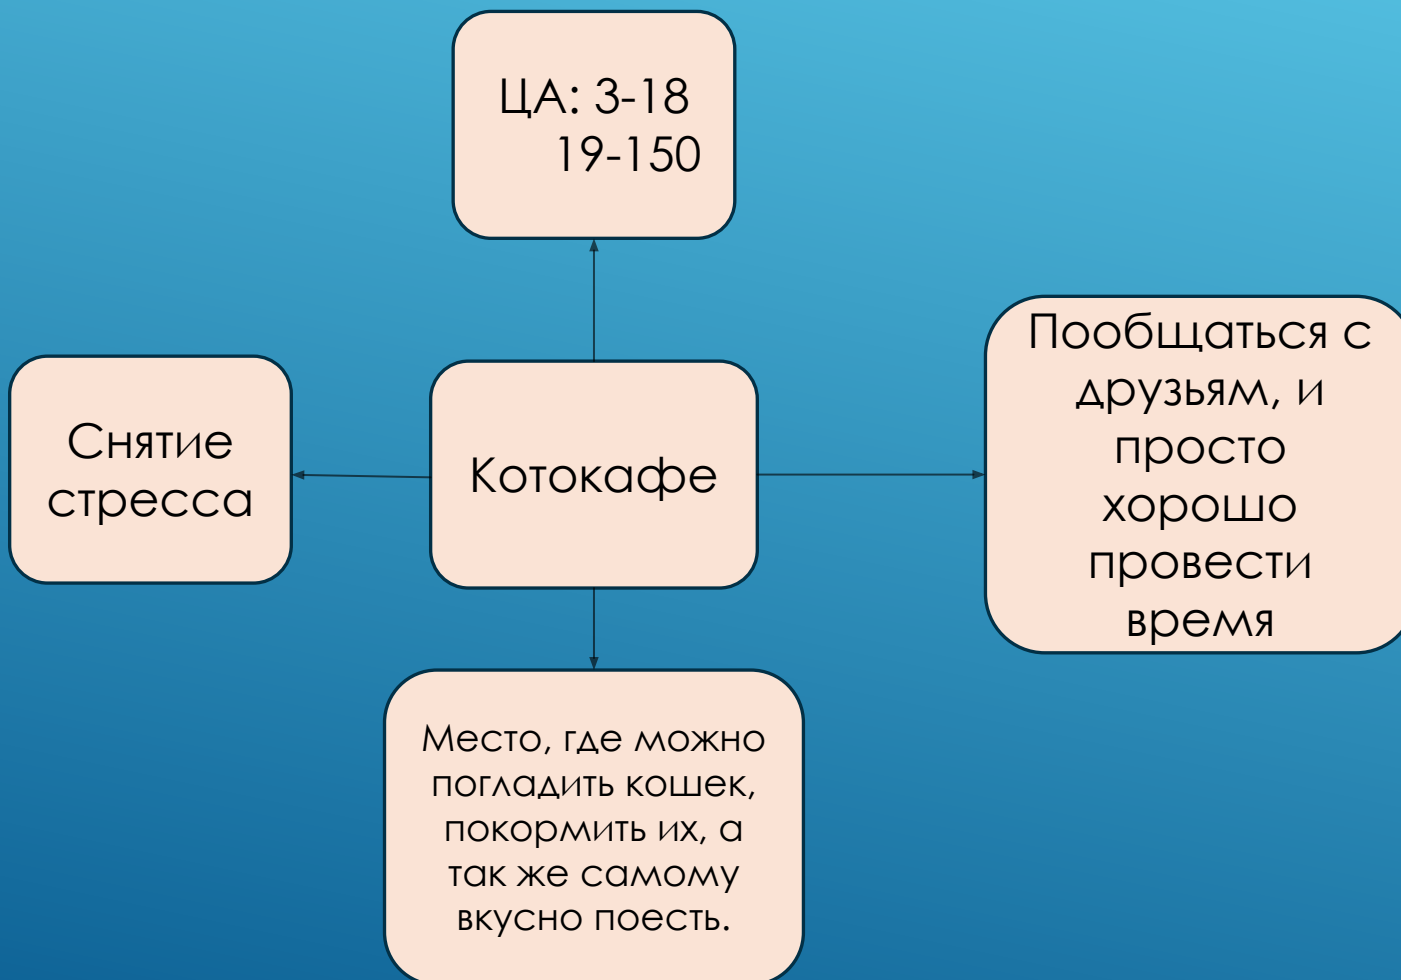 ЦА: 3-18
19-150
Снятие
стресса
Котокафе
Пообщаться с
друзьям, и
просто
хорошо
провести
время
Место, где можно
погладить кошек,
покормить их, а
так же самому
вкусно поесть.